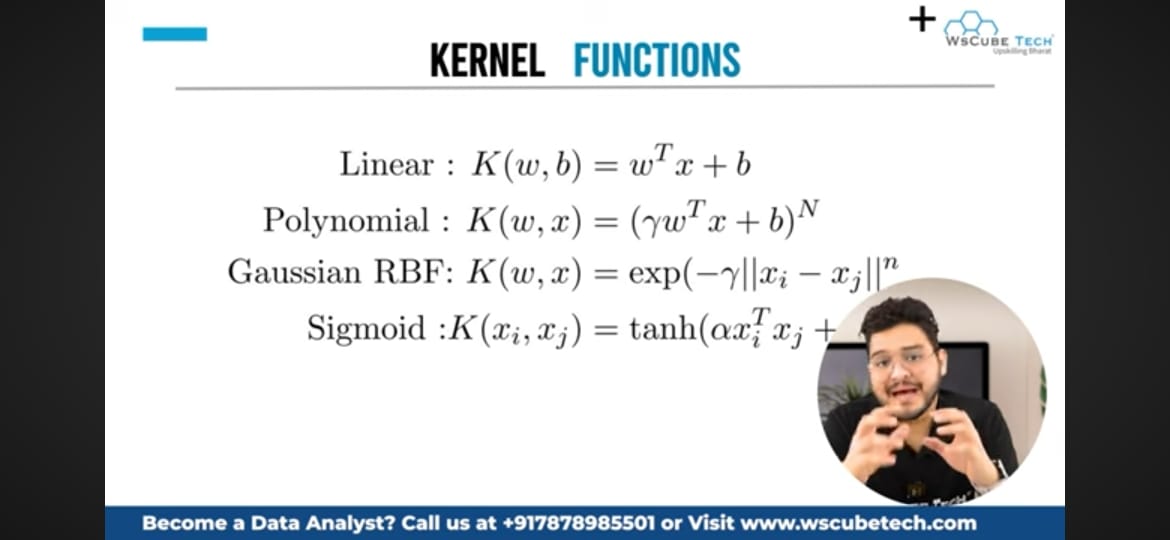 +
WsCube Tech
Upskilling Bharat
KERNEL FUNCTIONS
Linear : K(w, b) = w^T x + b
Polynomial : K(w, x) = (γw^T x + b)^N
Gaussian RBF: K(w, x) = exp(−γ||x_i − x_j||^n
Sigmoid :K(x_i, x_j) = tanh(αx_i^T x_j +
Become a Data Analyst? Call us at +917878985501 or Visit www.wscubetech.com